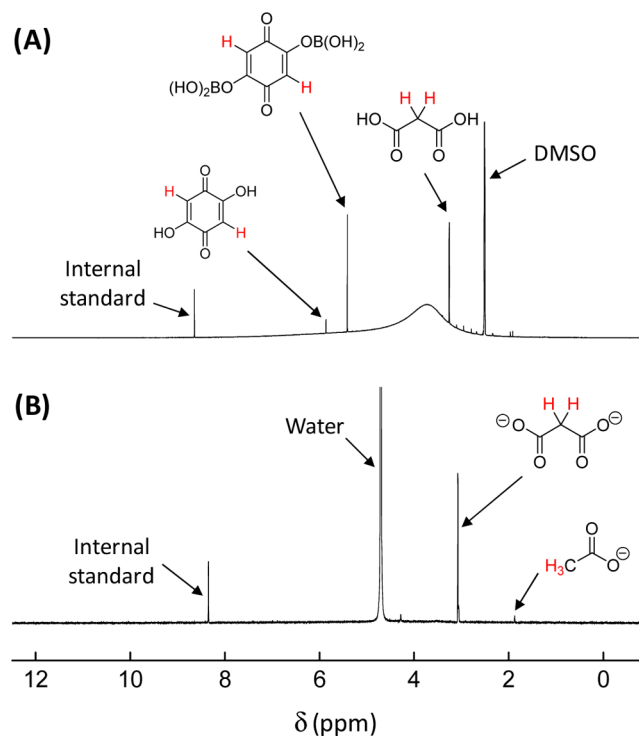 (A)
O
H
OB(OH)2
(HO)2BO
H
O
H H
HO
OH
O
O
DMSO
O
H
OH
HO
H
O
Internal
standard
(B)
H H
⊖
O
O
⊖
O
O
Water
Internal
standard
O
⊖
H3C
O
12
10
8
6
4
2
0
δ (ppm)